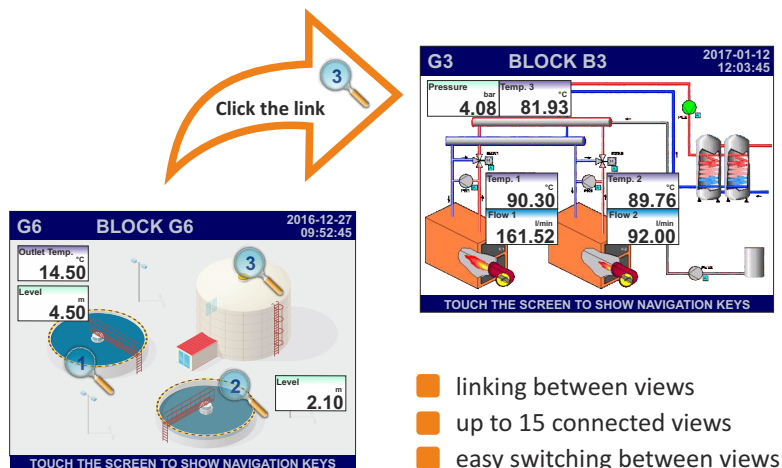 3
Click the link
G3 BLOCK B3 2017-01-12
12:03:45
Pressure
bar
4.08
Temp. 3
°C
81.93
Temp. 1
°C
90.30
Flow 1
l/min
161.52
Temp. 2
°C
89.76
Flow 2
l/min
92.00
TOUCH THE SCREEN TO SHOW NAVIGATION KEYS
G6 BLOCK G6 2016-12-27
09:52:45
Outlet Temp.
°C
14.50
Level
m
4.50
3
1
2
Level
m
2.10
TOUCH THE SCREEN TO SHOW NAVIGATION KEYS
linking between views
up to 15 connected views
easy switching between views